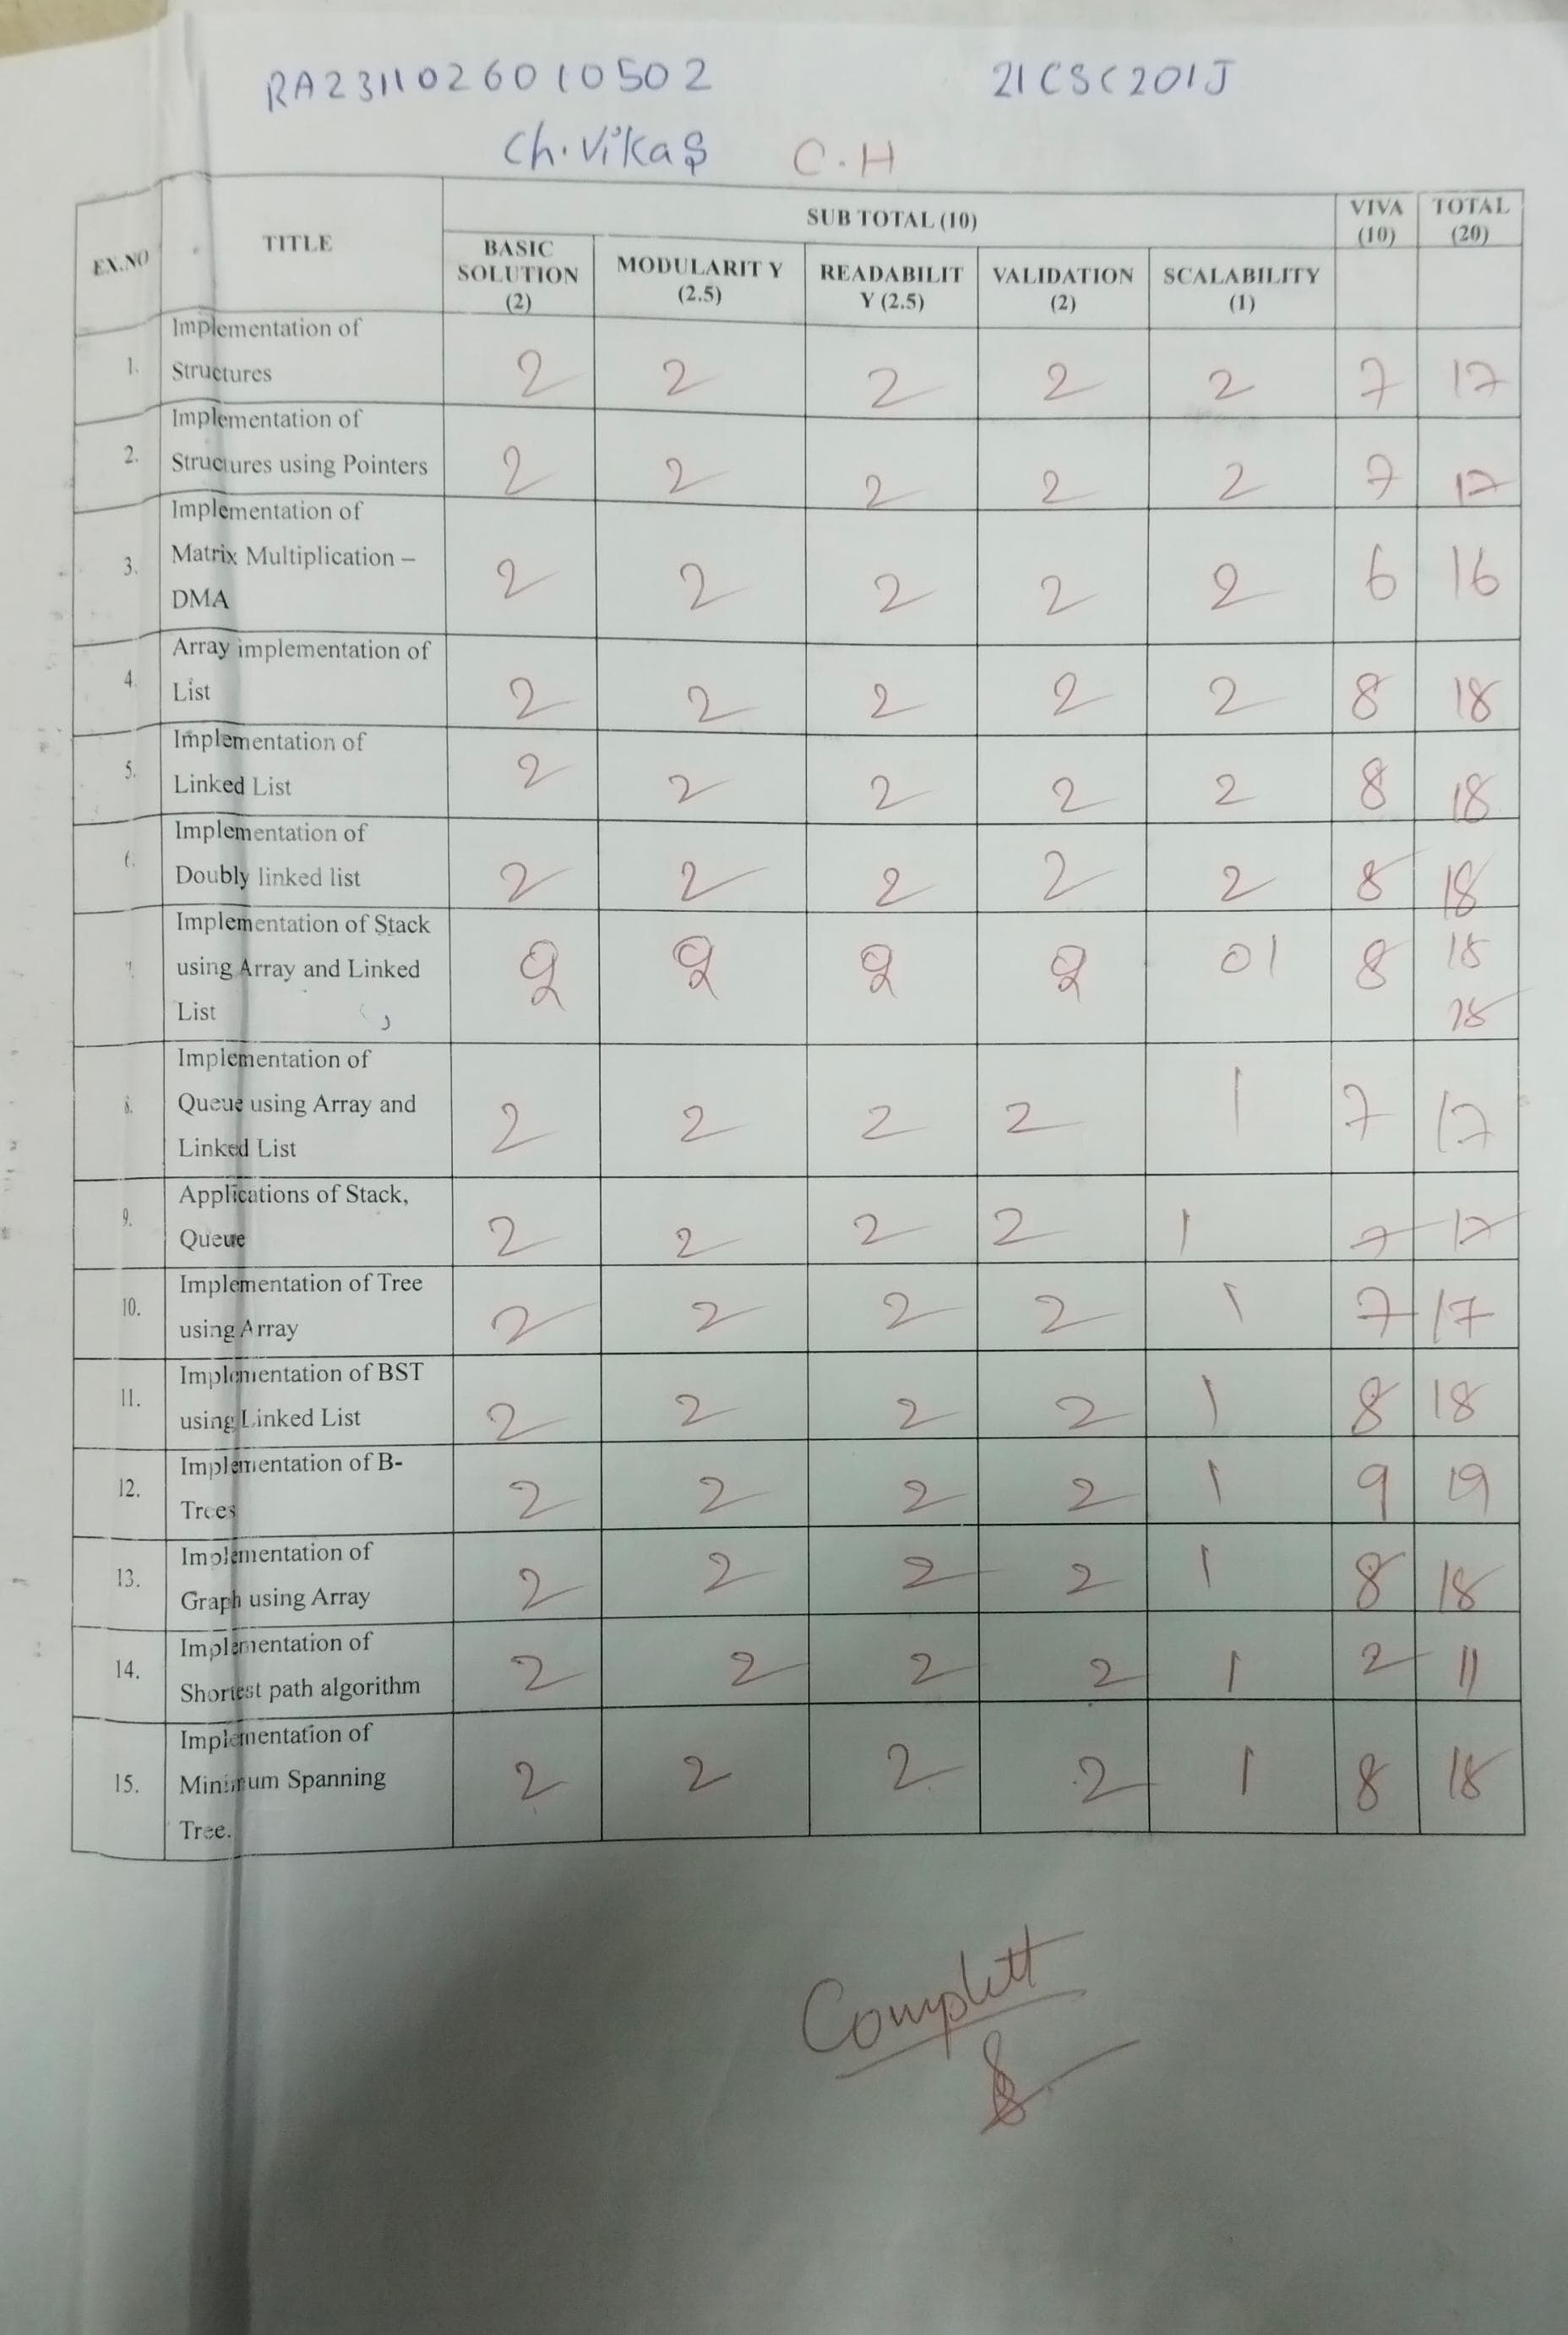 RA2311026010502 21CSC201J
Ch.Vikas C.H
EX.NO TITLE SUB TOTAL (10) VIVA (10) TOTAL (20)
BASIC SOLUTION (2) MODULARIT Y (2.5) READABILIT Y (2.5) VALIDATION (2) SCALABILITY (1)
1. Implementation of Structures 2 2 2 2 2 7 17
2. Implementation of Structures using Pointers 2 2 2 2 2 7 17
3. Implementation of Matrix Multiplication – DMA 2 2 2 2 2 6 16
4. Array implementation of List 2 2 2 2 2 8 18
5. Implementation of Linked List 2 2 2 2 2 8 18
6. Implementation of Doubly linked list 2 2 2 2 2 8 18
Implementation of Stack using Array and Linked List 2 2 2 2 01 8 18
8. Implementation of Queue using Array and Linked List 2 2 2 2 1 7 17
9. Applications of Stack, Queue 2 2 2 2 1 7 17
10. Implementation of Tree using Array 2 2 2 2 1 7 17
11. Implementation of BST using Linked List 2 2 2 2 1 8 18
12. Implementation of B-Trees 2 2 2 2 1 9 19
13. Implementation of Graph using Array 2 2 2 2 1 8 18
14. Implementation of Shortest path algorithm 2 2 2 2 1 2 11
15. Implementation of Minimum Spanning Tree. 2 2 2 2 1 8 18
Complett